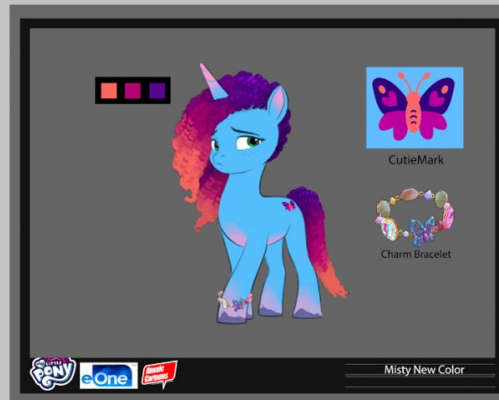 CutieMark
Charm Bracelet
MY LITTLE
PONY
eOne
Atomic
Cartoons
Misty New Color